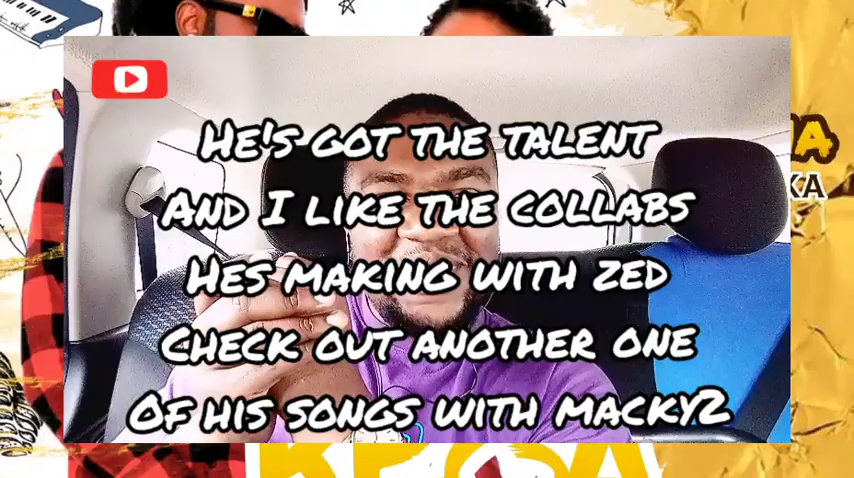 He's got the talent
And I like the collabs
Hes making with zed
Check out another one
Of his songs with macky2
A
KA